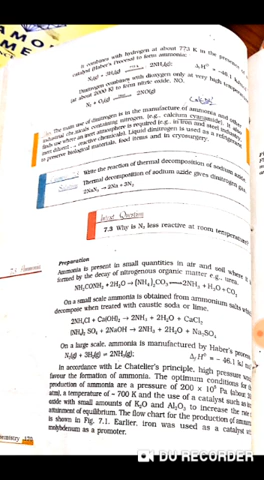 It combines with hydrogen at about 773 K in the presence of a
catalyst (Haber's Process) to form ammonia:
N₂(g) + 3H₂(g) 2NH₃(g); ΔfH° = –46.1
Dinitrogen combines with dioxygen only at very high temperature
(at about 2000 K) to form nitric oxide, NO.
N₂ + O₂(g) 2NO(g)
The main use of dinitrogen is in the manufacture of ammonia and other
industrial chemicals containing nitrogen, (e.g., calcium cyanamide). It also
finds use where an inert atmosphere is required (e.g., in iron and steel industry,
inert diluent reactive chemicals). Liquid dinitrogen is used as a refrigerant
to preserve biological materials, food items and in cryosurgery.
Write the reaction of thermal decomposition of sodium azide.
Solution
Thermal decomposition of sodium azide gives dinitrogen gas.
2NaN₃ → 2Na + 3N₂
Intext Question
7.3 Why is N₂ less reactive at room temperature?
7.4 Ammonia
Preparation
Ammonia is present in small quantities in air and soil where it is
formed by the decay of nitrogenous organic matter e.g., urea.
NH₂CONH₂ + 2H₂O → (NH₄)₂CO₃ 2NH₃ + H₂O + CO₂
On a small scale ammonia is obtained from ammonium salts which
decompose when treated with caustic soda or lime.
2NH₄Cl + Ca(OH)₂ → 2NH₃ + 2H₂O + CaCl₂
(NH₄)₂ SO₄ + 2NaOH → 2NH₃ + 2H₂O + Na₂SO₄
On a large scale, ammonia is manufactured by Haber's process.
N₂(g) + 3H₂(g) 2NH₃(g); ΔfH° = – 46.1 kJ
In accordance with Le Chatelier's principle, high pressure would
favour the formation of ammonia. The optimum conditions for the
production of ammonia are a pressure of 200 × 10⁵ Pa (about 200
atm), a temperature of ~ 700 K and the use of a catalyst such as iron
oxide with small amounts of K₂O and Al₂O₃ to increase the rate of
attainment of equilibrium. The flow chart for the production of ammonia
is shown in Fig. 7.1. Earlier, iron was used as a catalyst with
molybdenum as a promoter.
DU RECORDER